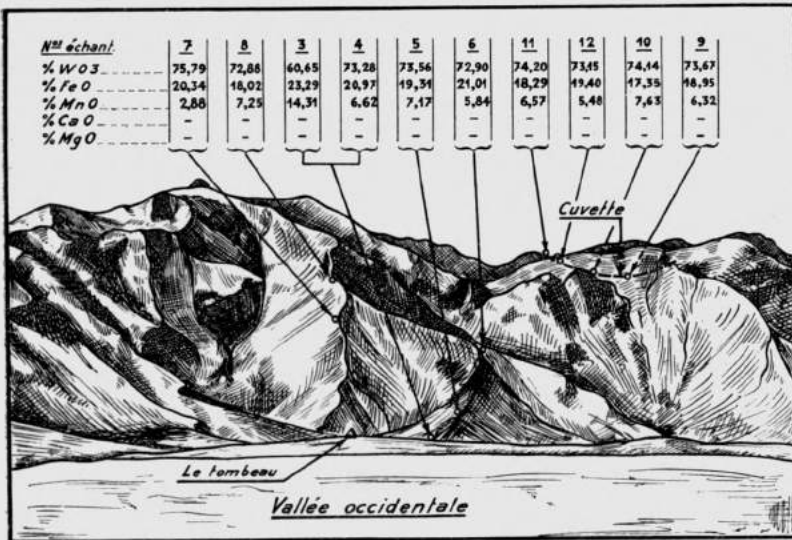 Nos échant. 7 8 3 4 5 6 11 12 10 9
% WO3 75,79 72,88 60,65 73,28 73,56 72,90 74,20 73,15 74,14 73,67
% FeO 20,34 18,02 23,29 20,97 19,31 21,01 18,29 19,40 17,35 18,95
% MnO 2,88 7,25 14,31 6,62 7,17 5,84 6,57 5,48 7,63 6,32
% CaO - - - - - - - - - -
% MgO - - - - - - - - - -
Cuvette
Le tombeau
Vallée occidentale